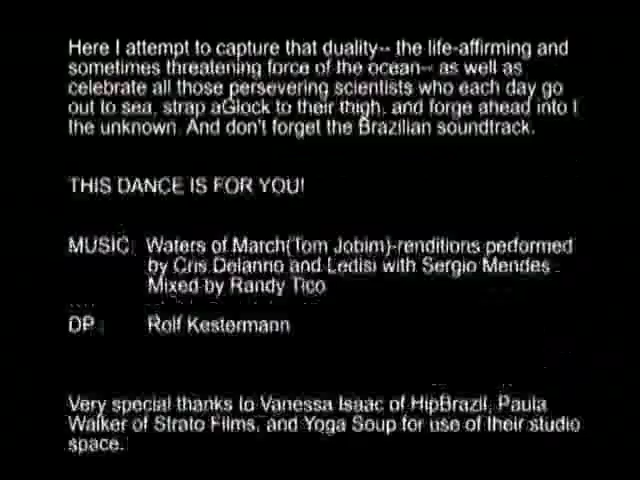 Here I attempt to capture that duality-- the life-affirming and
sometimes threatening force of the ocean-- as well as
celebrate all those persevering scientists who each day go
out to sea, strap aGlock to their thigh, and forge ahead into t
the unknown. And don't forget the Brazilian soundtrack.
THIS DANCE IS FOR YOU!
MUSIC: Waters of March(Tom Jobim)-renditions performed
by Cris Delanno and Ledisi with Sergio Mendes
Mixed by Randy Tico
DP: Rolf Kestermann
Very special thanks to Vanessa Isaac of HipBrazil, Paula
Walker of Strato Films, and Yoga Soup for use of their studio
space.